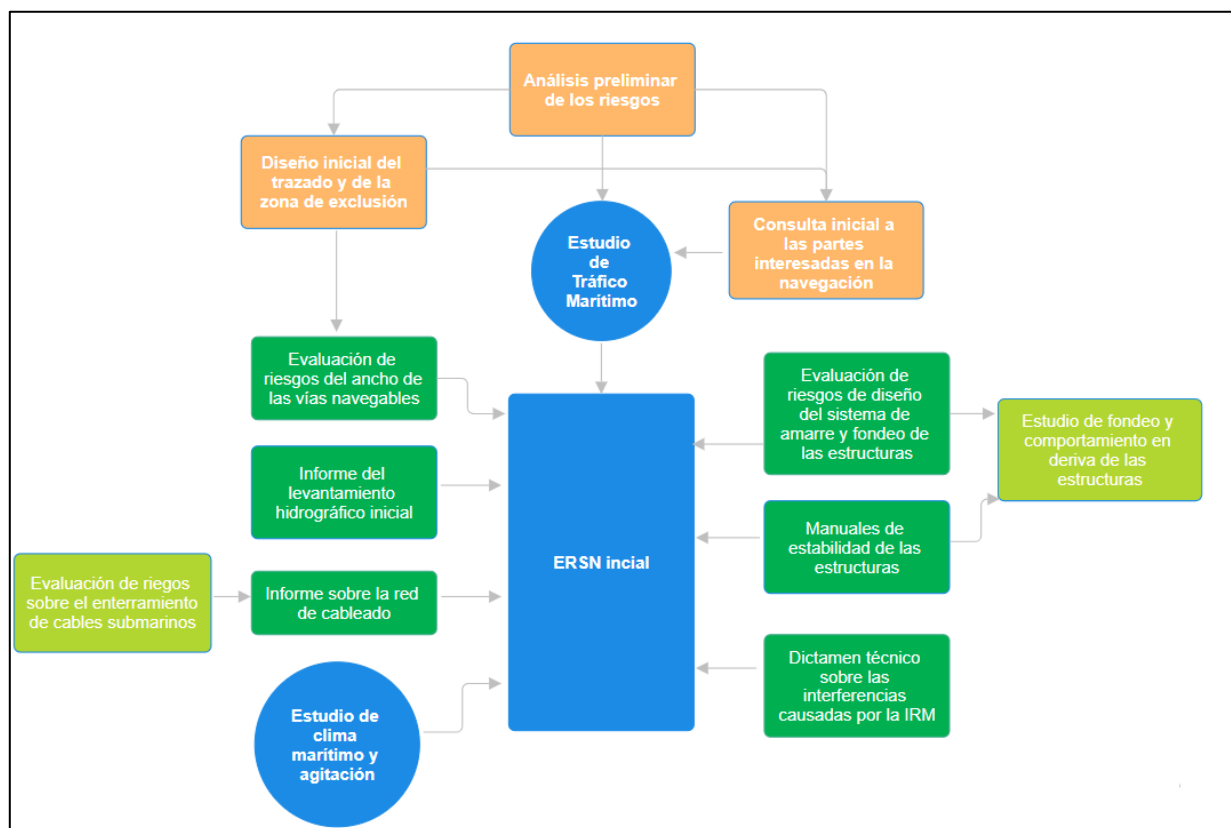 Análisis preliminar
de los riesgos
Diseño inicial del
trazado y de la
zona de exclusión
Consulta inicial a
las partes
interesadas en la
navegación
Estudio
de
Tráfico
Marítimo
Evaluación de
riesgos del ancho de
las vías navegables
Evaluación de
riesgos de diseño
del sistema de
amarre y fondeo de
las estructuras
Estudio de fondeo y
comportamiento en
deriva de las
estructuras
Informe del
levantamiento
hidrográfico inicial
Manuales de
estabilidad de las
estructuras
ERSN incial
Evaluación de riegos
sobre el enterramiento
de cables submarinos
Informe sobre la red
de cableado
Dictamen técnico
sobre las
interferencias
causadas por la IRM
Estudio de
clima
marítimo y
agitación